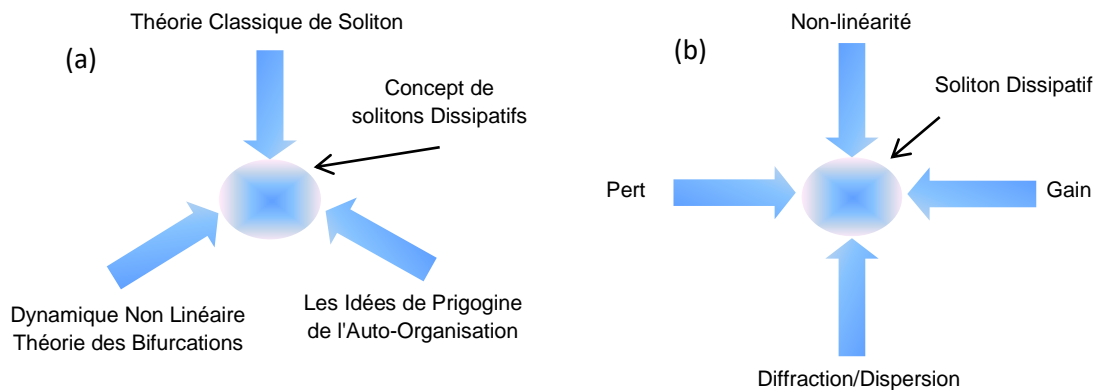 Théorie Classique de Soliton
(a)
Concept de
solitons Dissipatifs
Dynamique Non Linéaire
Théorie des Bifurcations
Les Idées de Prigogine
de l'Auto-Organisation
Non-linéarité
(b)
Soliton Dissipatif
Pert
Gain
Diffraction/Dispersion